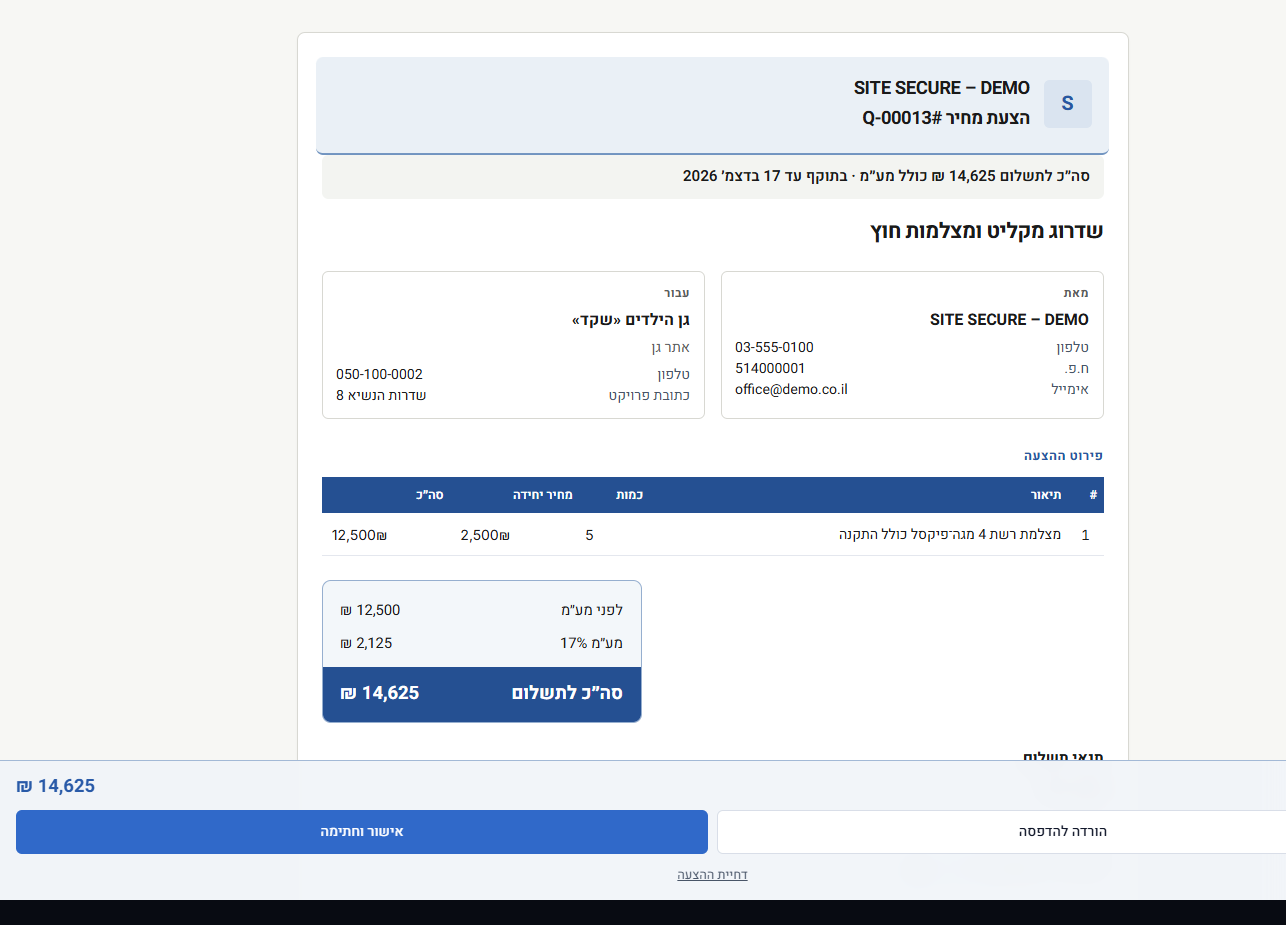 S
SITE SECURE – DEMO
הצעת מחיר #Q-00013
סה״כ לתשלום 14,625 ₪ כולל מע״מ · בתוקף עד 17 בדצמ׳ 2026
שדרוג מקליט ומצלמות חוץ
מאת
SITE SECURE – DEMO
טלפון 03-555-0100
ח.פ. 514000001
אימייל office@demo.co.il
עבור
גן הילדים «שקד»
אתר גן
טלפון 050-100-0002
כתובת פרויקט שדרות הנשיא 8
פירוט ההצעה
# תיאור כמות מחיר יחידה סה״כ
1 מצלמת רשת 4 מגה־פיקסל כולל התקנה 5 2,500₪ 12,500₪
לפני מע״מ 12,500 ₪
מע״מ 17% 2,125 ₪
סה״כ לתשלום 14,625 ₪
תנאי תשלום
14,625 ₪
הורדה להדפסה
אישור וחתימה
דחיית ההצעה